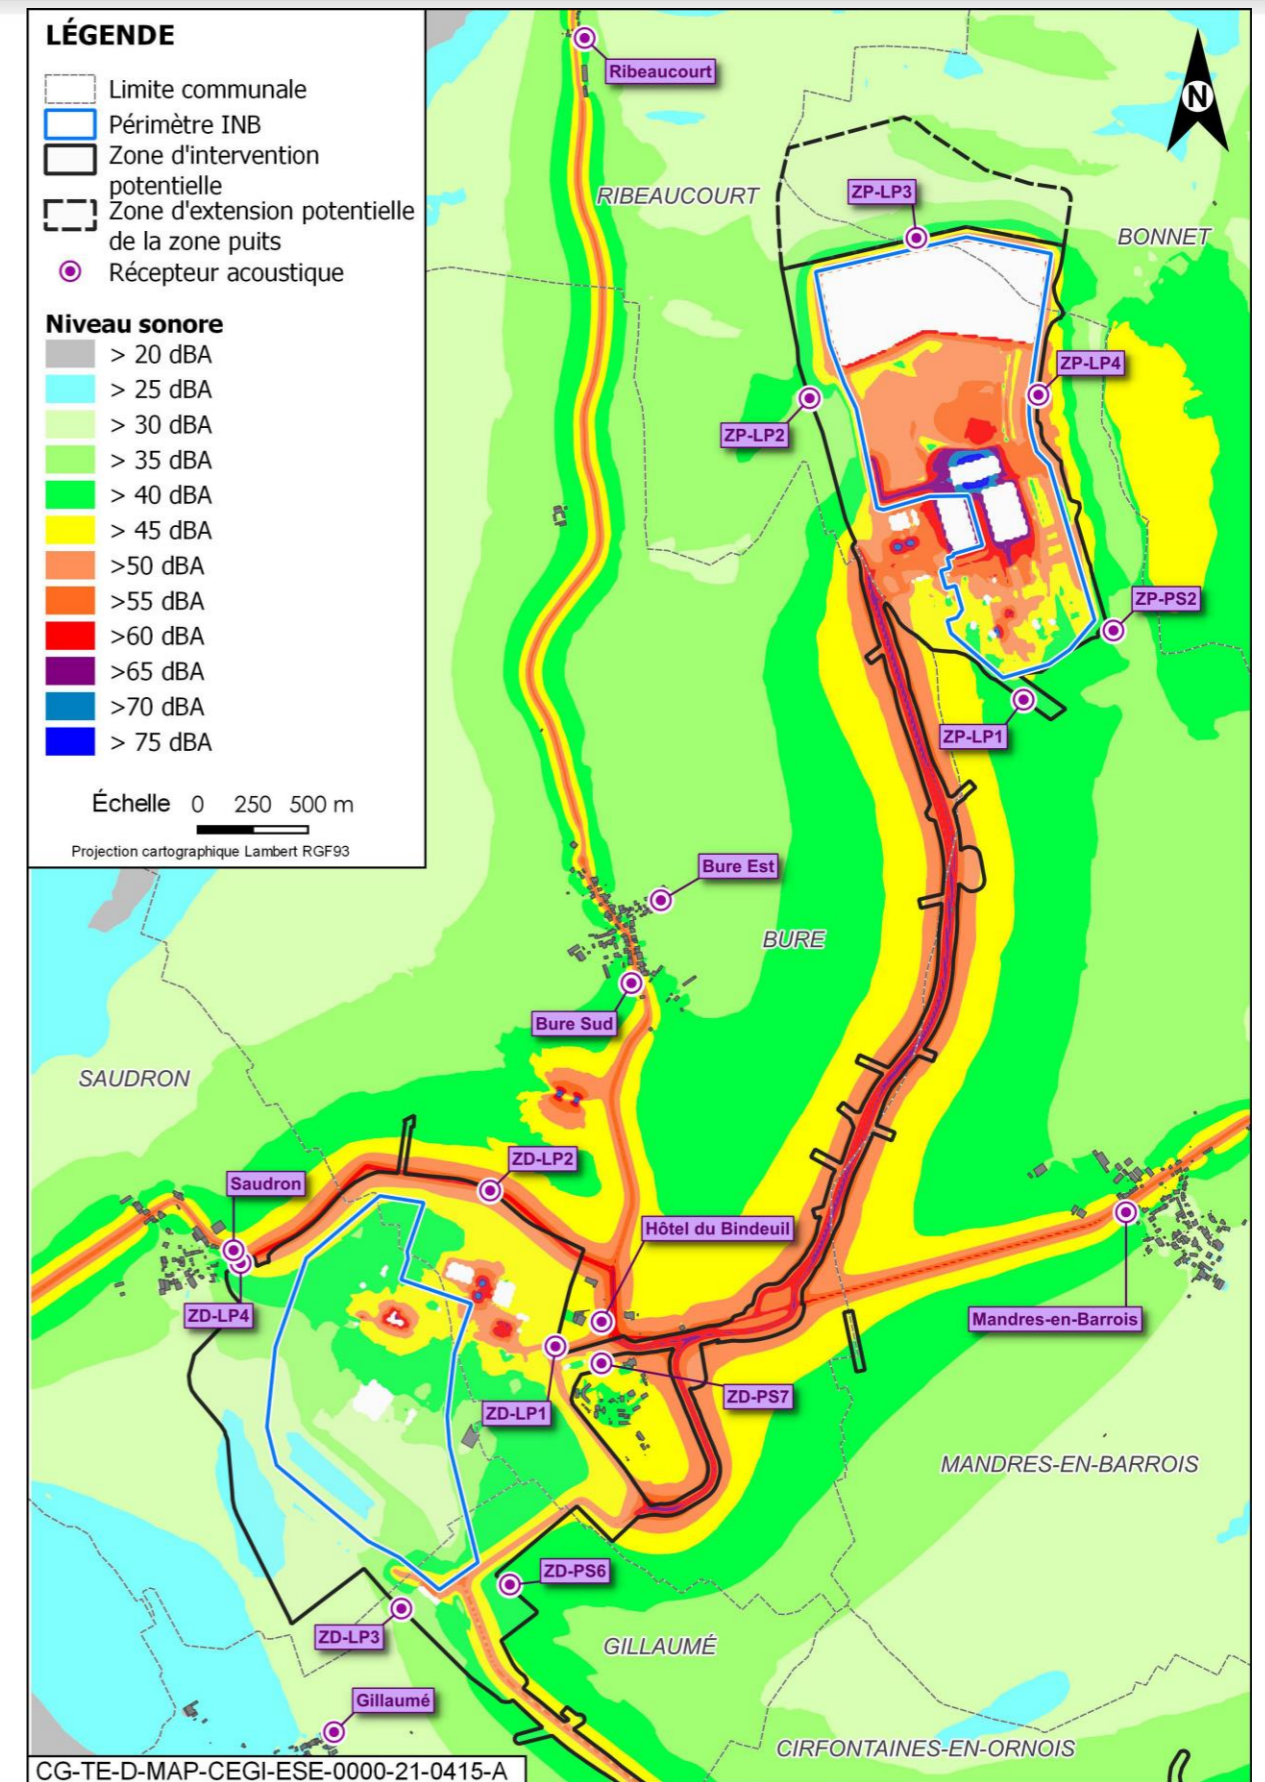 LÉGENDE
Limite communale
Périmètre INB
Zone d'intervention
potentielle
Zone d'extension potentielle
de la zone puits
Récepteur acoustique
Niveau sonore
> 20 dBA
> 25 dBA
> 30 dBA
> 35 dBA
> 40 dBA
> 45 dBA
>50 dBA
>55 dBA
>60 dBA
>65 dBA
>70 dBA
> 75 dBA
Échelle 0 250 500 m
Projection cartographique Lambert RGF93
N
Ribeaucourt
RIBEAUCOURT
ZP-LP3
BONNET
ZP-LP4
ZP-LP2
ZP-PS2
ZP-LP1
Bure Est
BURE
Bure Sud
SAUDRON
ZD-LP2
Saudron
Hôtel du Bindeuil
ZD-LP4
Mandres-en-Barrois
ZD-PS7
ZD-LP1
MANDRES-EN-BARROIS
ZD-PS6
ZD-LP3
GILLAUMÉ
Gillaumé
CIRFONTAINES-EN-ORNOIS
CG-TE-D-MAP-CEGI-ESE-0000-21-0415-A